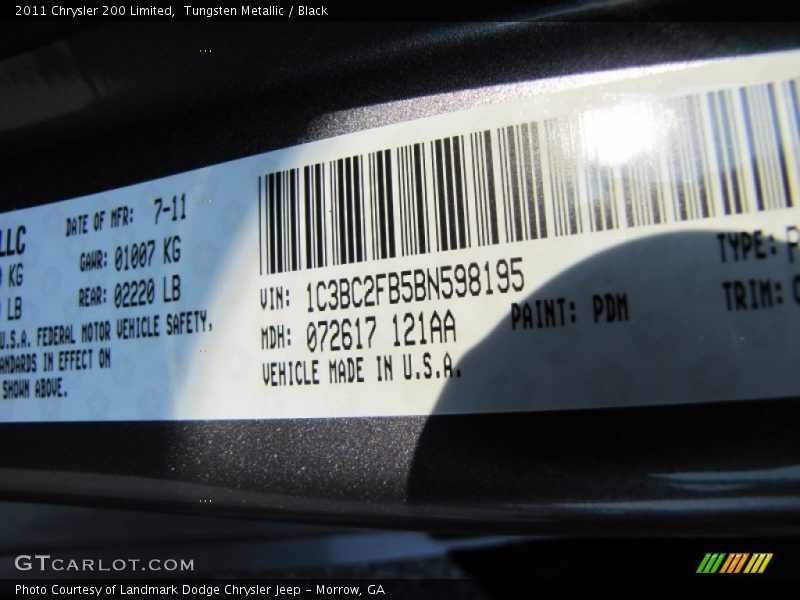 2011 Chrysler 200 Limited,  Tungsten Metallic / Black
LLC
KG
LB
DATE OF MFR: 7-11
GAWR: 01007 KG
REAR: 02220 LB
U.S.A. FEDERAL MOTOR VEHICLE SAFETY,
IN EFFECT ON
SHOWN ABOVE.
VIN: 1C3BC2FB5BN598195
MDH: 072617 121AA
VEHICLE MADE IN U.S.A.
PAINT: PDM
TYPE:
TRIM:
GTCARLOT.COM
Photo Courtesy of Landmark Dodge Chrysler Jeep - Morrow, GA